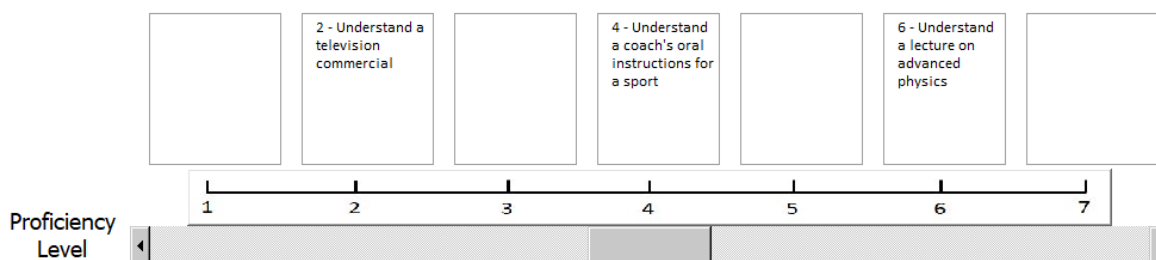 2 - Understand a
television
commercial
4 - Understand
a coach's oral
instructions for
a sport
6 - Understand
a lecture on
advanced
physics
1 2 3 4 5 6 7
Proficiency
Level